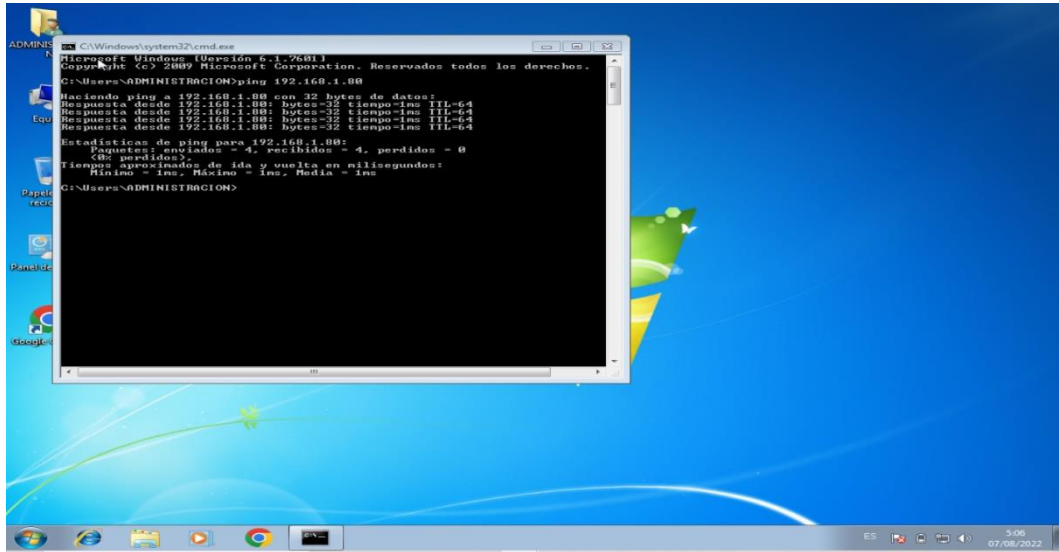 ADMINIS
N
C:\Windows\system32\cmd.exe
Microsoft Windows [Versión 6.1.7601]
Copyright (c) 2009 Microsoft Corporation. Reservados todos los derechos.
C:\Users\ADMINISTRACION>ping 192.168.1.80
Haciendo ping a 192.168.1.80 con 32 bytes de datos:
Respuesta desde 192.168.1.80: bytes=32 tiempo=1ms TTL=64
Respuesta desde 192.168.1.80: bytes=32 tiempo=1ms TTL=64
Respuesta desde 192.168.1.80: bytes=32 tiempo=1ms TTL=64
Respuesta desde 192.168.1.80: bytes=32 tiempo=1ms TTL=64
Estadísticas de ping para 192.168.1.80:
Paquetes: enviados = 4, recibidos = 4, perdidos = 0
(0% perdidos),
Tiempos aproximados de ida y vuelta en milisegundos:
Mínimo = 1ms, Máximo = 1ms, Media = 1ms
C:\Users\ADMINISTRACION>
Equ
Papele
recic
Panel de
Google
ES
5:06
07/08/2022